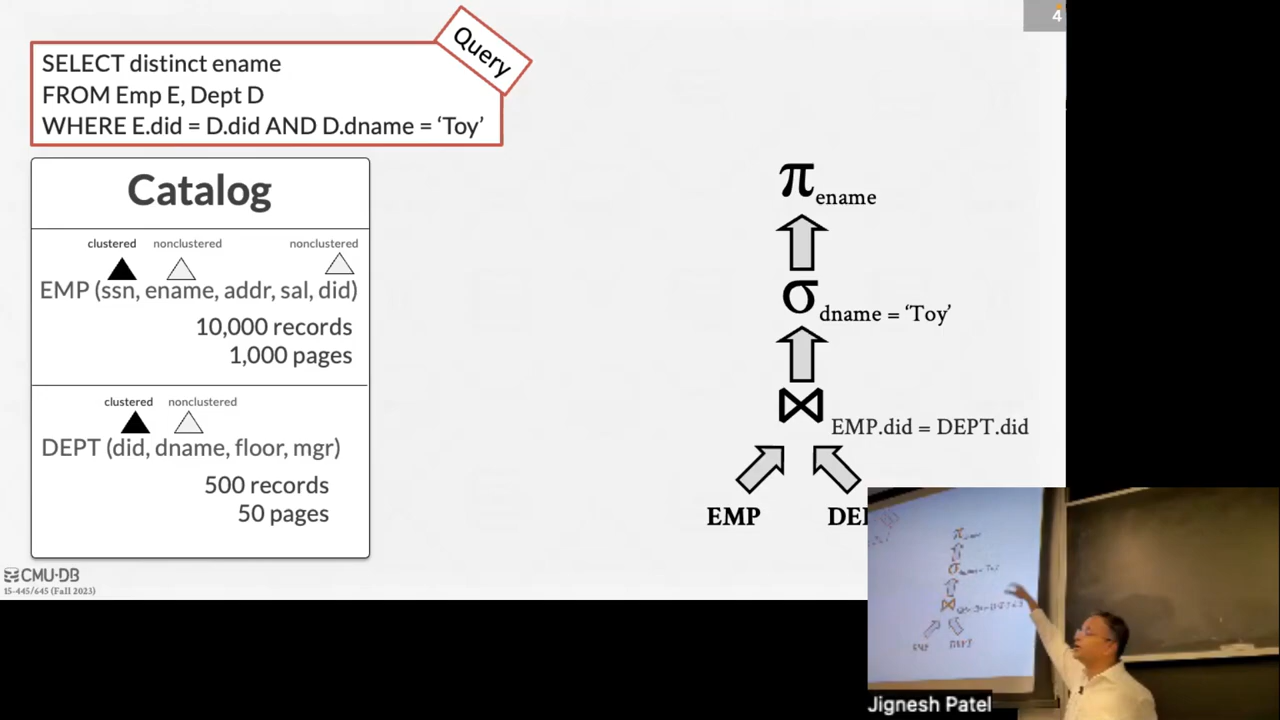 4
Query
SELECT distinct ename
FROM Emp E, Dept D
WHERE E.did = D.did AND D.dname = ‘Toy’
Catalog
clustered nonclustered nonclustered
EMP (ssn, ename, addr, sal, did)
10,000 records
1,000 pages
clustered nonclustered
DEPT (did, dname, floor, mgr)
500 records
50 pages
π ename
σ dname = ‘Toy’
⋈ EMP.did = DEPT.did
EMP
CMU·DB
15-445/645 (Fall 2023)
Jignesh Patel